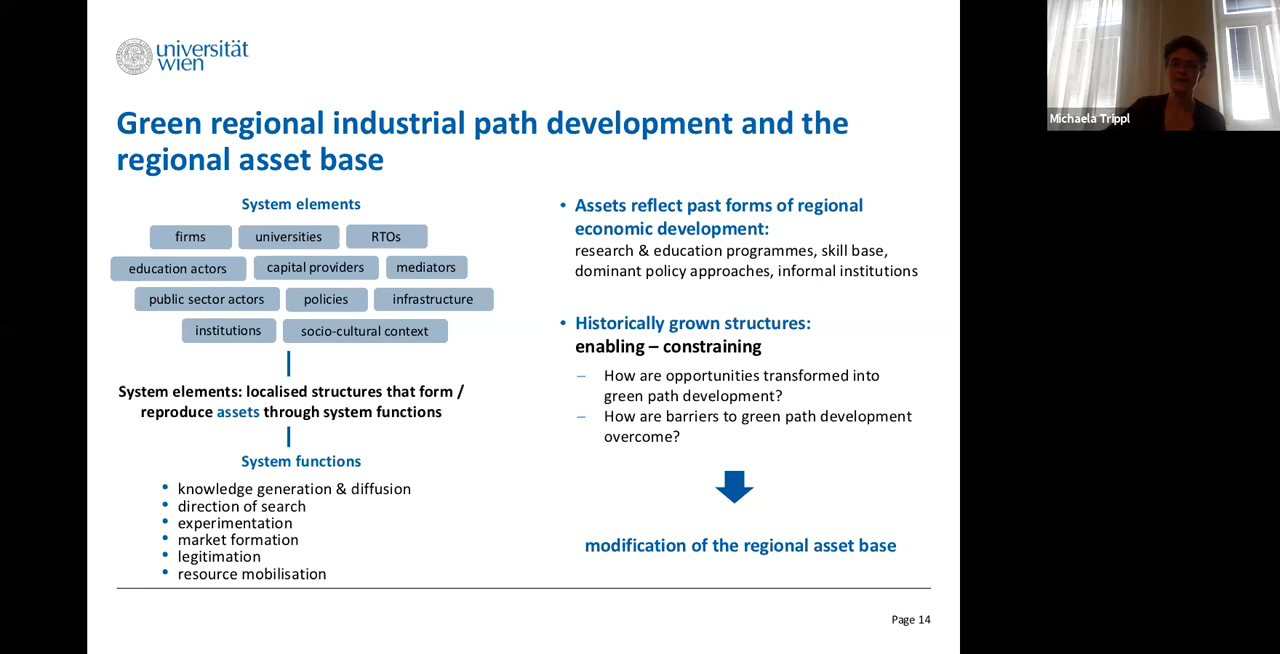 universität
wien
Green regional industrial path development and the
regional asset base
System elements
firms
universities
RTOs
education actors
capital providers
mediators
public sector actors
policies
infrastructure
institutions
socio-cultural context
System elements: localised structures that form /
reproduce assets through system functions
System functions
• knowledge generation & diffusion
• direction of search
• experimentation
• market formation
• legitimation
• resource mobilisation
• Assets reflect past forms of regional
economic development:
research & education programmes, skill base,
dominant policy approaches, informal institutions
• Historically grown structures:
enabling – constraining
– How are opportunities transformed into
green path development?
– How are barriers to green path development
overcome?
modification of the regional asset base
Page 14
Michaela Trippl